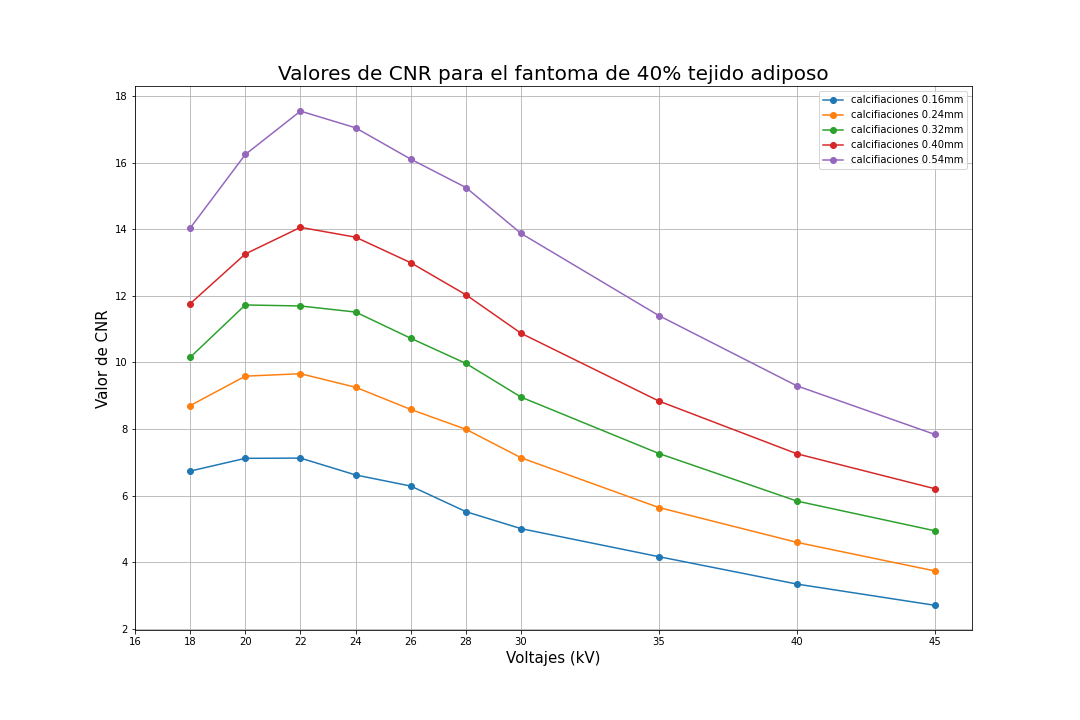 Valores de CNR para el fantoma de 40% tejido adiposo
calcifiaciones 0.16mm
calcifiaciones 0.24mm
calcifiaciones 0.32mm
calcifiaciones 0.40mm
calcifiaciones 0.54mm
Valor de CNR
18
16
14
12
10
8
6
4
2
16 18 20 22 24 26 28 30 35 40 45
Voltajes (kV)